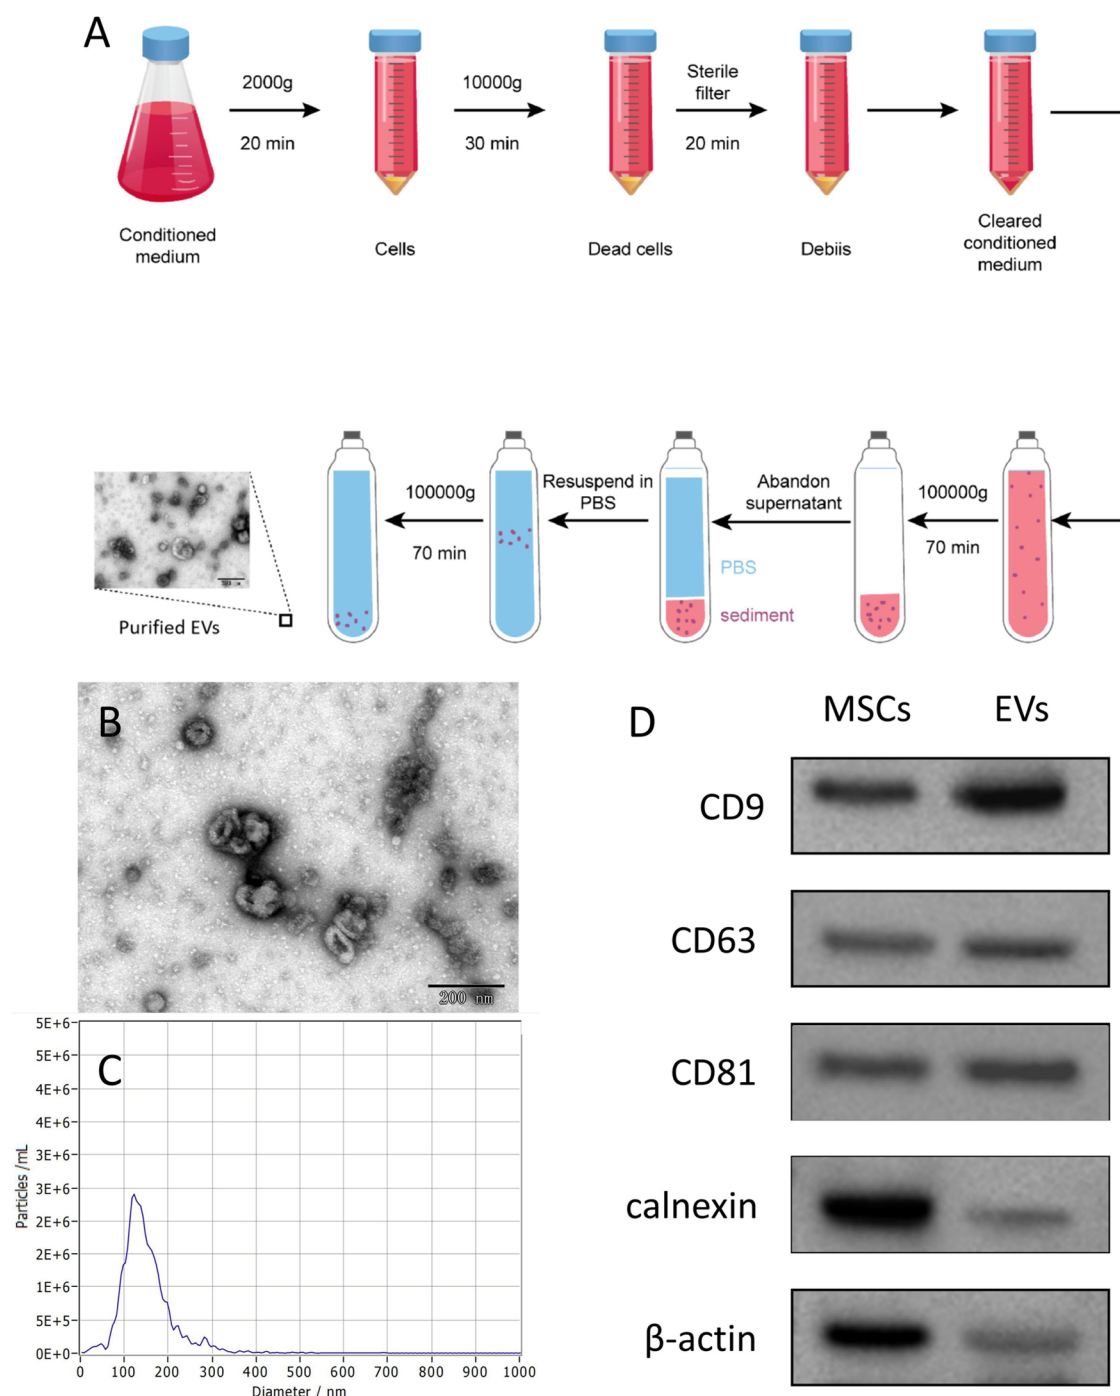 A
2000g
20 min
10000g
30 min
Sterile
filter
20 min
Conditioned
medium
Cells
Dead cells
Debiis
Cleared
conditioned
medium
100000g
70 min
Resuspend in
PBS
Abandon
supernatant
100000g
70 min
PBS
sediment
Purified EVs
B
200 nm
C
5E+6
5E+6
4E+6
4E+6
3E+6
3E+6
2E+6
2E+6
1E+6
5E+5
0E+0
Particles /mL
0 100 200 300 400 500 600 700 800 900 1000
Diameter / nm
D
MSCs EVs
CD9
CD63
CD81
calnexin
β-actin